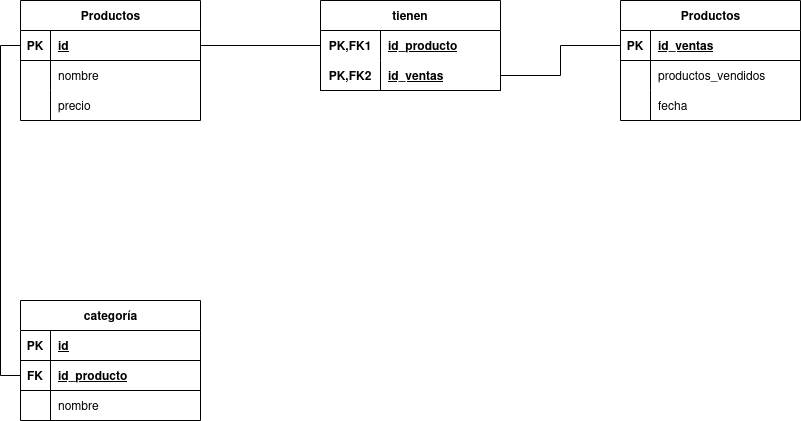 Productos
PK id
nombre
precio
tienen
PK,FK1 id_producto
PK,FK2 id_ventas
Productos
PK id_ventas
productos_vendidos
fecha
categoría
PK id
FK id_producto
nombre